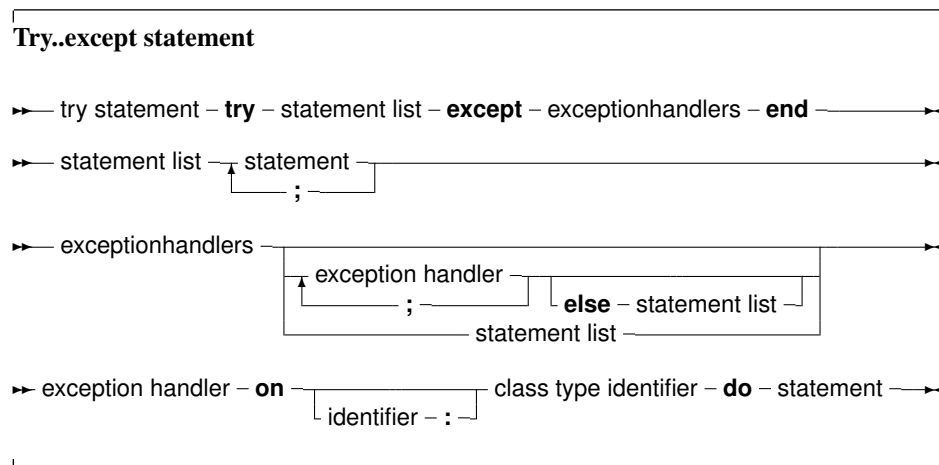 Try..except statement
try statement – try – statement list – except – exceptionhandlers – end
statement list – statement
;
exceptionhandlers
exception handler
; else – statement list
statement list
exception handler – on class type identifier – do – statement
identifier – :